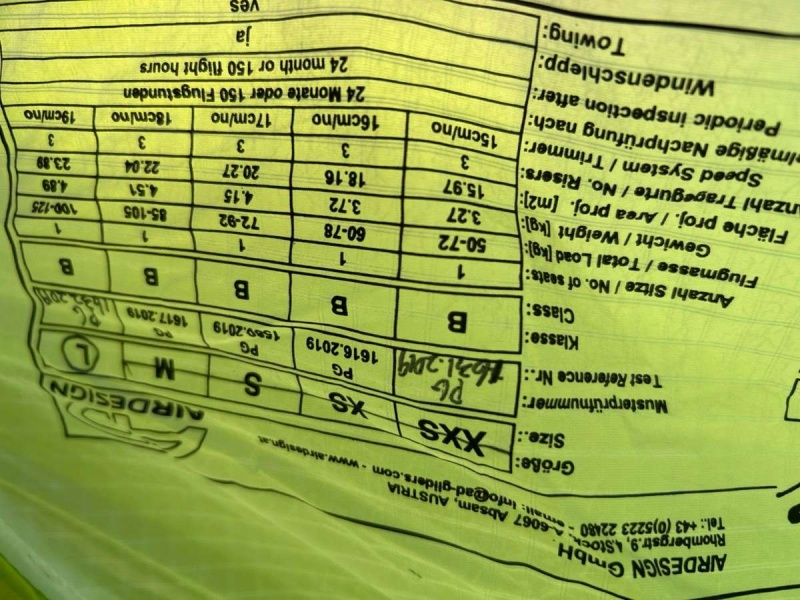 AIRDESIGN GmbH
Rhombergstr.9, 4.Stock, A-6067 Absam, AUSTRIA
Tel.: +43 (0)5223 22480 - email: info@ad-gliders.com - www.airdesign.at
AIRDESIGN
Größe: Size: XXS XS S M L
Musterprüfnummer: Test Reference Nr.: PG 1631.2019 PG 1616.2019 PG 1580.2019 PG 1617.2019 PG 1632.2019
Klasse: Class: B B B B B
Anzahl Sitze / No. of seats: 1 1 1 1 1
Flugmasse / Total Load [kg]: 50-72 60-78 72-92 85-105 100-125
Gewicht / Weight [kg]: 3.27 3.72 4.15 4.51 4.89
Fläche proj. / Area proj. [m2]: 15.97 18.16 20.27 22.04 23.89
Tragegurte / No. Risers: 3 3 3 3 3
Speed System / Trimmer: 15cm/no 16cm/no 17cm/no 18cm/no 19cm/no
Nachprüfung nach: 24 Monate oder 150 Flugstunden
Periodic inspection after: 24 month or 150 flight hours
Windenschlepp: ja
Towing: yes